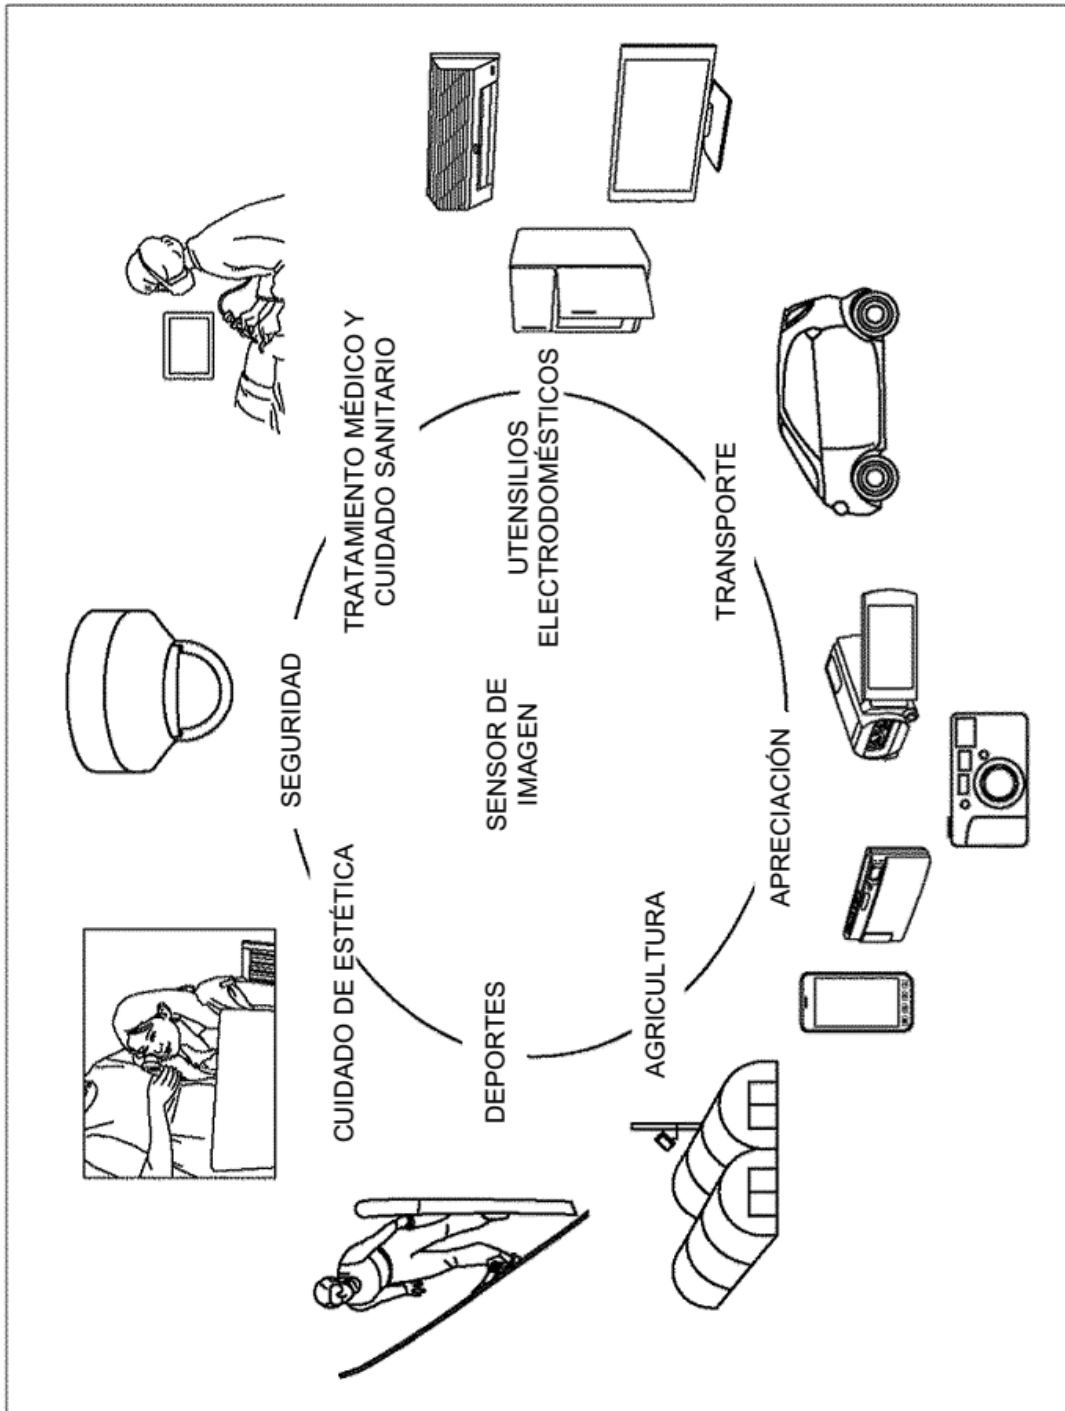 SEGURIDAD
TRATAMIENTO MÉDICO Y
CUIDADO SANITARIO
CUIDADO DE ESTÉTICA
SENSOR DE
IMAGEN
UTENSILIOS
ELECTRODOMÉSTICOS
DEPORTES
AGRICULTURA
TRANSPORTE
APRECIACIÓN